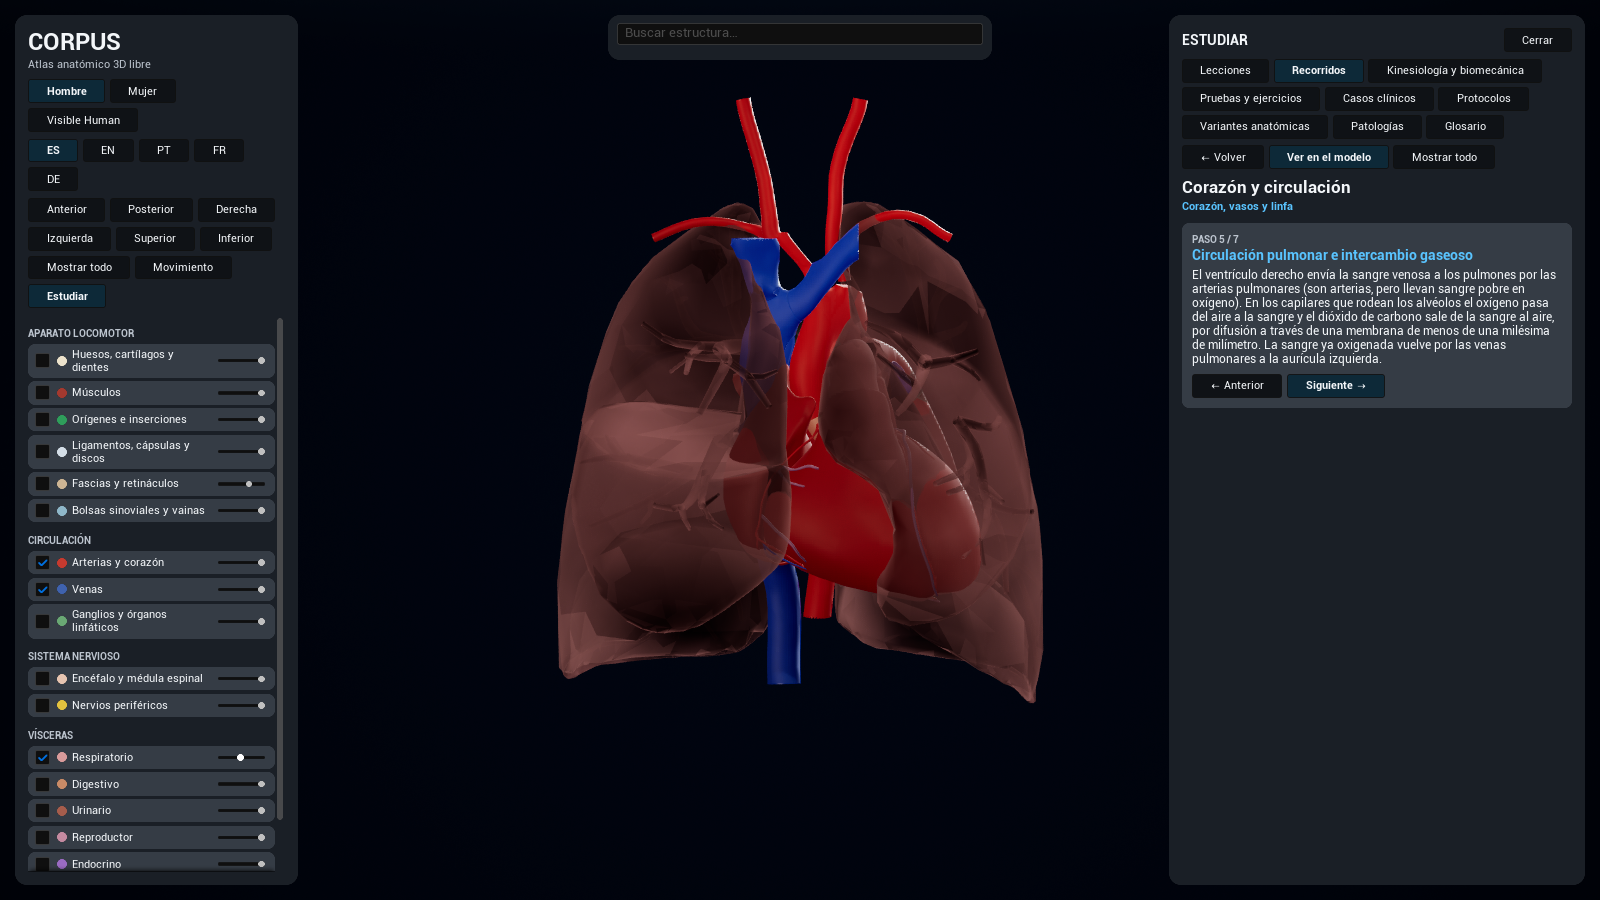 CORPUS
Atlas anatómico 3D libre
Hombre
Mujer
Visible Human
ES
EN
PT
FR
DE
Anterior
Posterior
Derecha
Izquierda
Superior
Inferior
Mostrar todo
Movimiento
Estudiar
APARATO LOCOMOTOR
Huesos, cartílagos y
dientes
Músculos
Orígenes e inserciones
Ligamentos, cápsulas y
discos
Fascias y retináculos
Bolsas sinoviales y vainas
CIRCULACIÓN
Arterias y corazón
Venas
Ganglios y órganos
linfáticos
SISTEMA NERVIOSO
Encéfalo y médula espinal
Nervios periféricos
VÍSCERAS
Respiratorio
Digestivo
Urinario
Reproductor
Endocrino
Buscar estructura...
ESTUDIAR
Cerrar
Lecciones
Recorridos
Kinesiología y biomecánica
Pruebas y ejercicios
Casos clínicos
Protocolos
Variantes anatómicas
Patologías
Glosario
← Volver
Ver en el modelo
Mostrar todo
Corazón y circulación
Corazón, vasos y linfa
PASO 5 / 7
Circulación pulmonar e intercambio gaseoso
El ventrículo derecho envía la sangre venosa a los pulmones por las
arterias pulmonares (son arterias, pero llevan sangre pobre en
oxígeno). En los capilares que rodean los alvéolos el oxígeno pasa
del aire a la sangre y el dióxido de carbono sale de la sangre al aire,
por difusión a través de una membrana de menos de una milésima
de milímetro. La sangre ya oxigenada vuelve por las venas
pulmonares a la aurícula izquierda.
← Anterior
Siguiente →